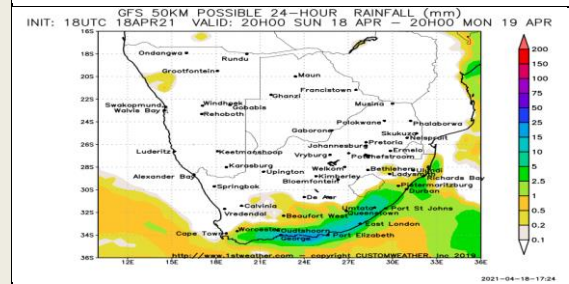 GFS 50KM POSSIBLE 24-HOUR RAINFALL (mm)
INIT: 18UTC 18APR21 VALID: 20H00 SUN 18 APR - 20H00 MON 19 APR
16S
Ondangwa
Rundu
18S
Grootfontein
Maun
20S
Francistown
Ghanzi
22S
Musina
Swakopmund
Windhoek
Gobabis
Walvis Bay
Rehoboth
Polokwane
Phalaborwa
24S
Gaborone
Skukuza
Pretoria
Nelspruit
Johannesburg
26S
Luderitz
Keetmanshoop
Vryburg
Potchefstroom
Ermelo
Karasburg
Welkom
Bethlehem
Ulundi
28S
Alexander Bay
Upington
Kimberley
Ladysmith
Richards Bay
Bloemfontein
Pietermaritzburg
Springbok
Durban
30S
De Aar
Calvinia
Umtata
Port St Johns
Vredendal
Beaufort West
Queenstown
32S
East London
Cape Town
Worcester
Oudtshoorn
34S
George
Port Elizabeth
36S
http://www.1stweather.com - copyright CUSTOMWEATHER, Inc 2019
12E 15E 18E 21E 24E 27E 30E 33E 36E
200
150
100
75
50
25
15
10
5
2.5
1
0.5
0.2
0.1
2021-04-18-17:24